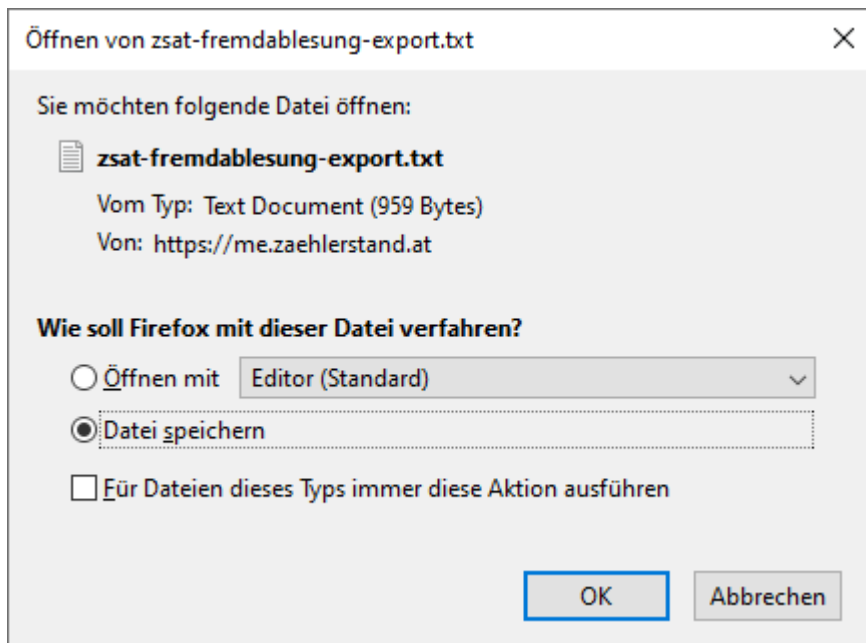 Öffnen von zsat-fremdablesung-export.txt
Sie möchten folgende Datei öffnen:
zsat-fremdablesung-export.txt
Vom Typ: Text Document (959 Bytes)
Von: https://me.zaehlerstand.at
Wie soll Firefox mit dieser Datei verfahren?
Öffnen mit Editor (Standard)
Datei speichern
Für Dateien dieses Typs immer diese Aktion ausführen
OK Abbrechen